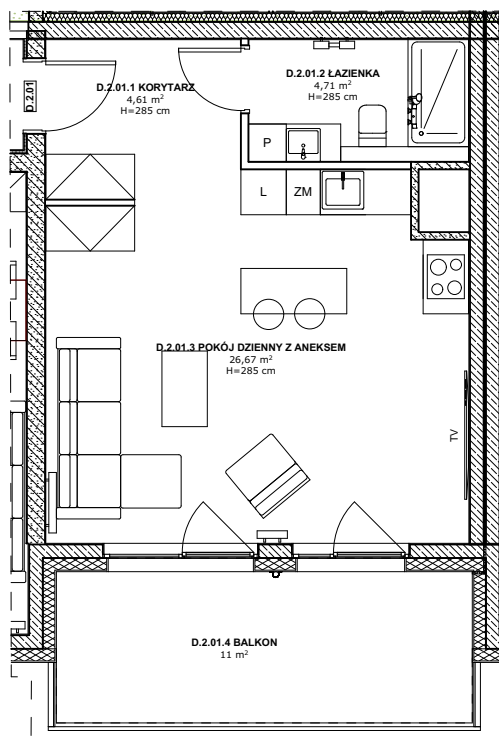 D.2.01
D.2.01.1 KORYTARZ
4,61 m²
H=285 cm
D.2.01.2 ŁAZIENKA
4,71 m²
H=285 cm
P
L
ZM
D.2.01.3 POKÓJ DZIENNY Z ANEKSEM
26,67 m²
H=285 cm
TV
D.2.01.4 BALKON
11 m²